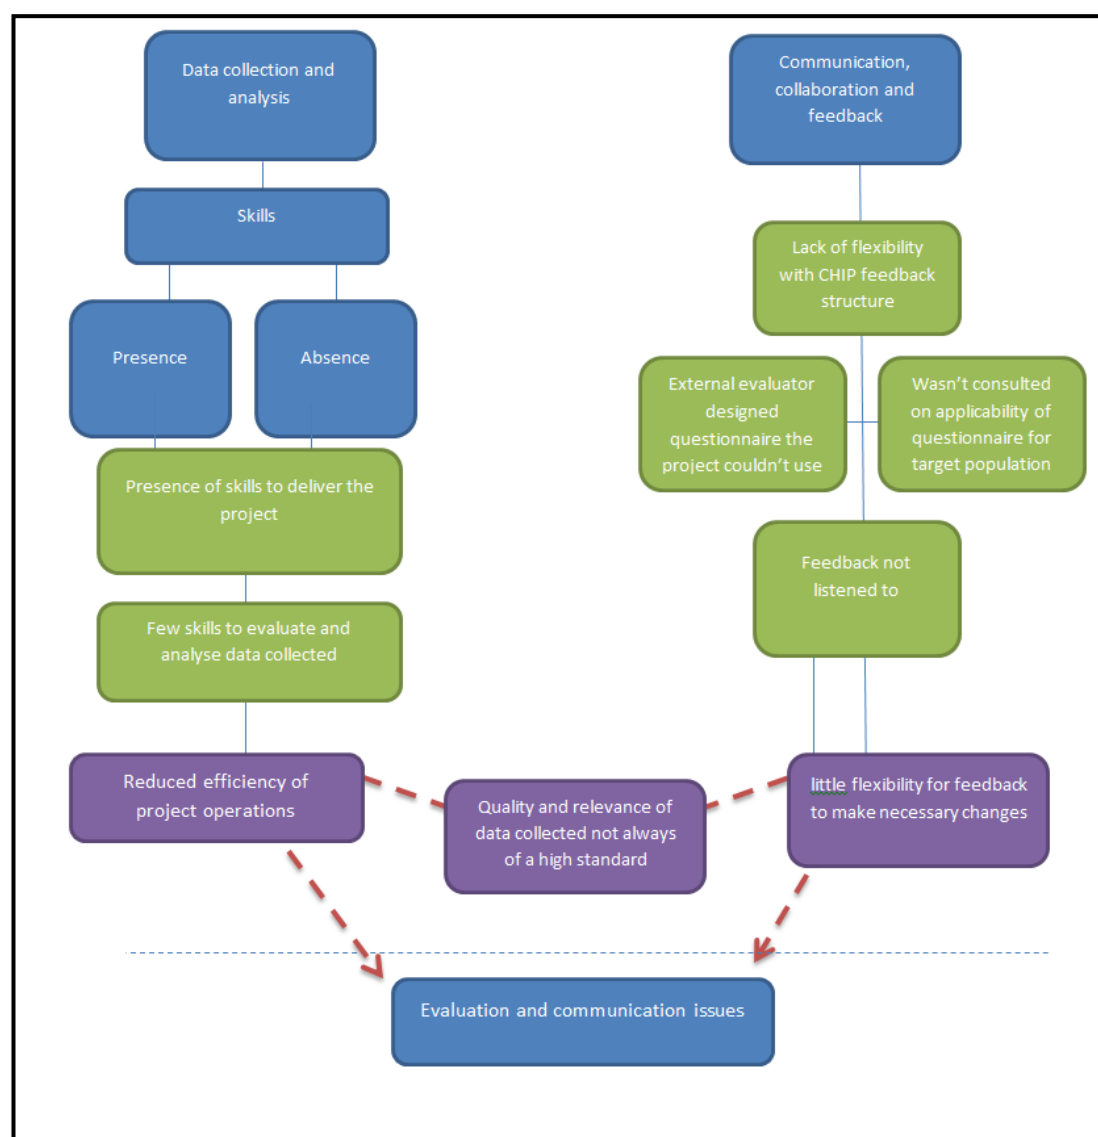 Data collection and
analysis
Skills
Presence
Absence
Presence of skills to deliver the
project
Few skills to evaluate and
analyse data collected
Reduced efficiency of
project operations
Communication,
collaboration and
feedback
Lack of flexibility
with CHIP feedback
structure
External evaluator
designed
questionnaire the
project couldn't use
Wasn't consulted
on applicability of
questionnaire for
target population
Feedback not
listened to
little flexibility for feedback
to make necessary changes
Quality and relevance of
data collected not always
of a high standard
Evaluation and communication issues